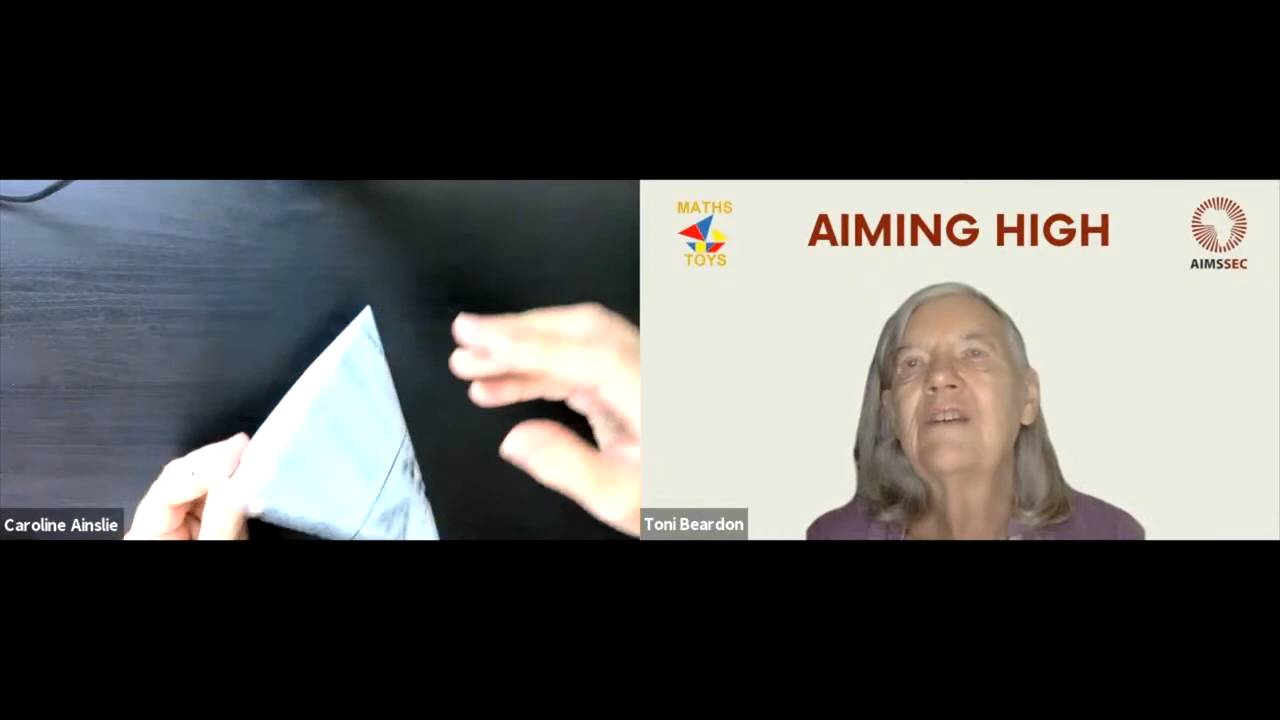 MATHS
TOYS
AIMING HIGH
AIMSSEC
Caroline Ainslie
Toni Beardon